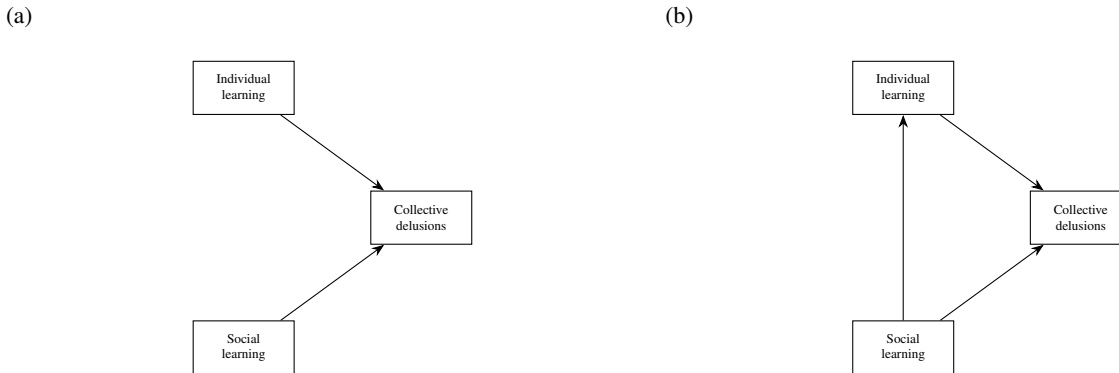 (a)
Individual
learning
Collective
delusions
Social
learning
(b)
Individual
learning
Collective
delusions
Social
learning